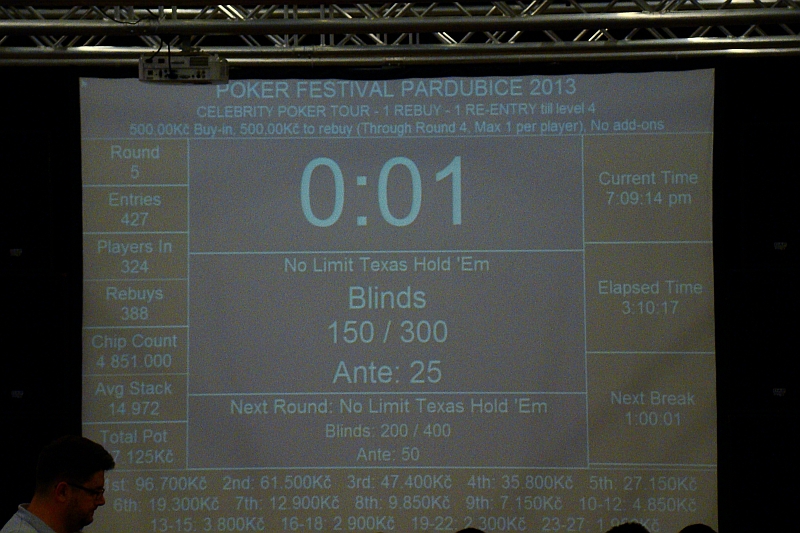 POKER FESTIVAL PARDUBICE 2013
CELEBRITY POKER TOUR - 1 REBUY - 1 RE-ENTRY till level 4
500.00Kč Buy-in, 500.00Kč to rebuy (Through Round 4, Max 1 per player), No add-ons
Round
5
Entries
427
Players In
324
Rebuys
388
Chip Count
4 851.000
Avg Stack
14,972
Total Pot
7.125Kč
0:01
No Limit Texas Hold 'Em
Blinds
150 / 300
Ante: 25
Next Round: No Limit Texas Hold 'Em
Blinds: 200 / 400
Ante: 50
Current Time
7:09:14 pm
Elapsed Time
3:10:17
Next Break
1:00:01
1st: 96.700Kč 2nd: 61.500Kč 3rd: 47.400Kč 4th: 35.800Kč 5th: 27.150Kč
6th: 19.300Kč 7th: 12.900Kč 8th: 9.850Kč 9th: 7.150Kč 10-12: 4.850Kč
13-15: 3.800Kč 16-18: 2.900Kč 19-22: 2.300Kč 23-27: